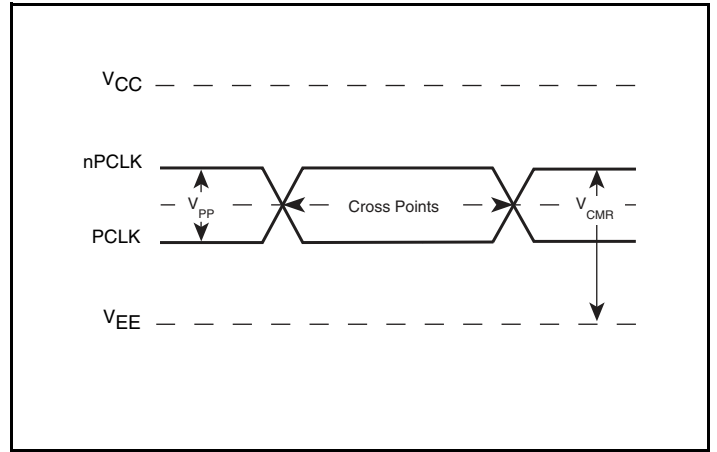 VCC
nPCLK
VPP
Cross Points
VCMR
PCLK
VEE